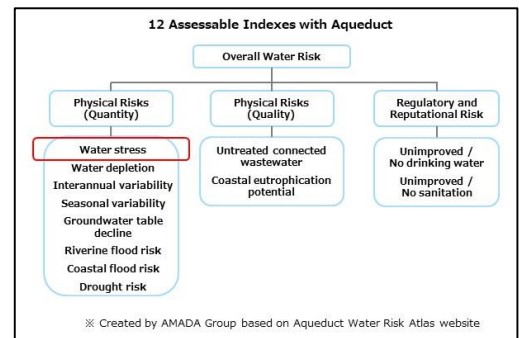 12 Assessable Indexes with Aqueduct
Overall Water Risk
Physical Risks
(Quantity)
Water stress
Water depletion
Interannual variability
Seasonal variability
Groundwater table
decline
Riverine flood risk
Coastal flood risk
Drought risk
Physical Risks
(Quality)
Untreated connected
wastewater
Coastal eutrophication
potential
Regulatory and
Reputational Risk
Unimproved /
No drinking water
Unimproved /
No sanitation
※ Created by AMADA Group based on Aqueduct Water Risk Atlas website